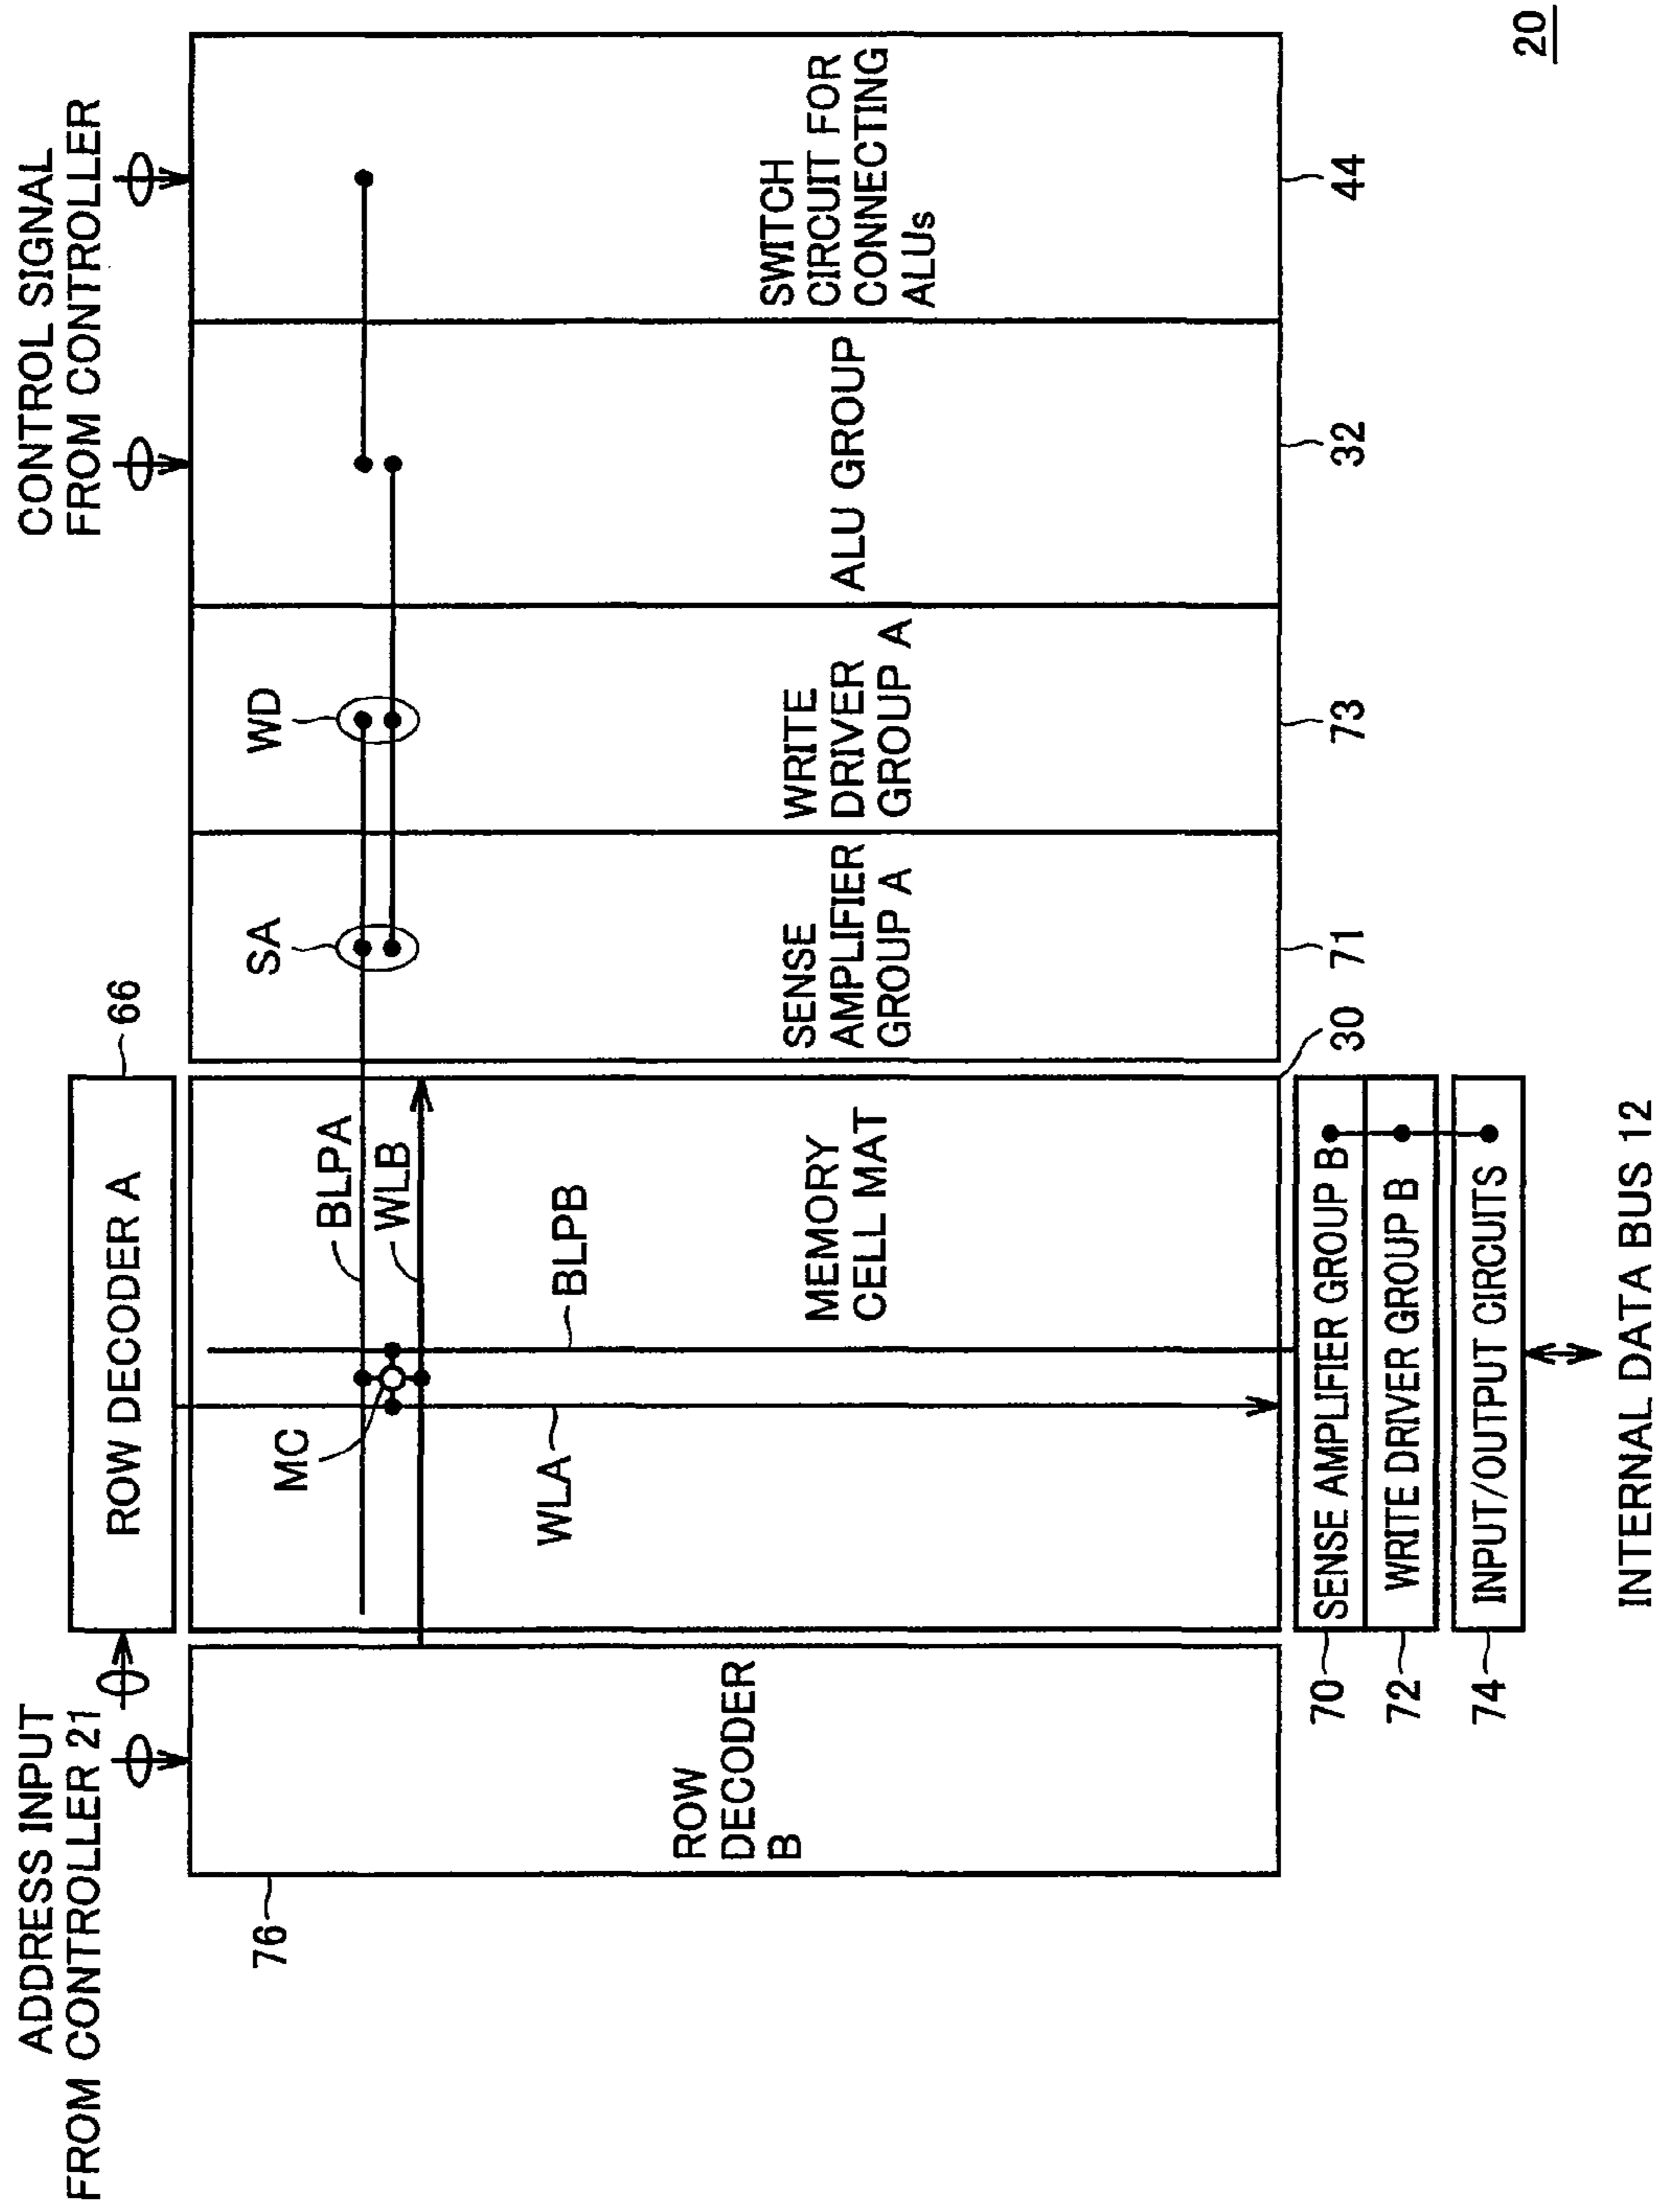 ADDRESS INPUT
FROM CONTROLLER 21
CONTROL SIGNAL
FROM CONTROLLER
ROW DECODER A
66
76
ROW
DECODER
B
MC
BLPA
WLB
WLA
BLPB
MEMORY
CELL MAT
30
SA
WD
SENSE
AMPLIFIER
GROUP A
WRITE
DRIVER
GROUP A
ALU GROUP
SWITCH
CIRCUIT FOR
CONNECTING
ALUs
71
73
32
44
70
SENSE AMPLIFIER GROUP B
72
WRITE DRIVER GROUP B
74
INPUT/OUTPUT CIRCUITS
INTERNAL DATA BUS 12
20